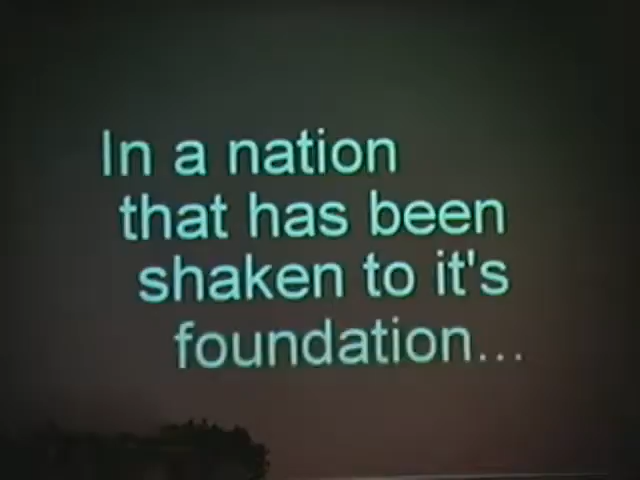 In a nation
that has been
shaken to it's
foundation...